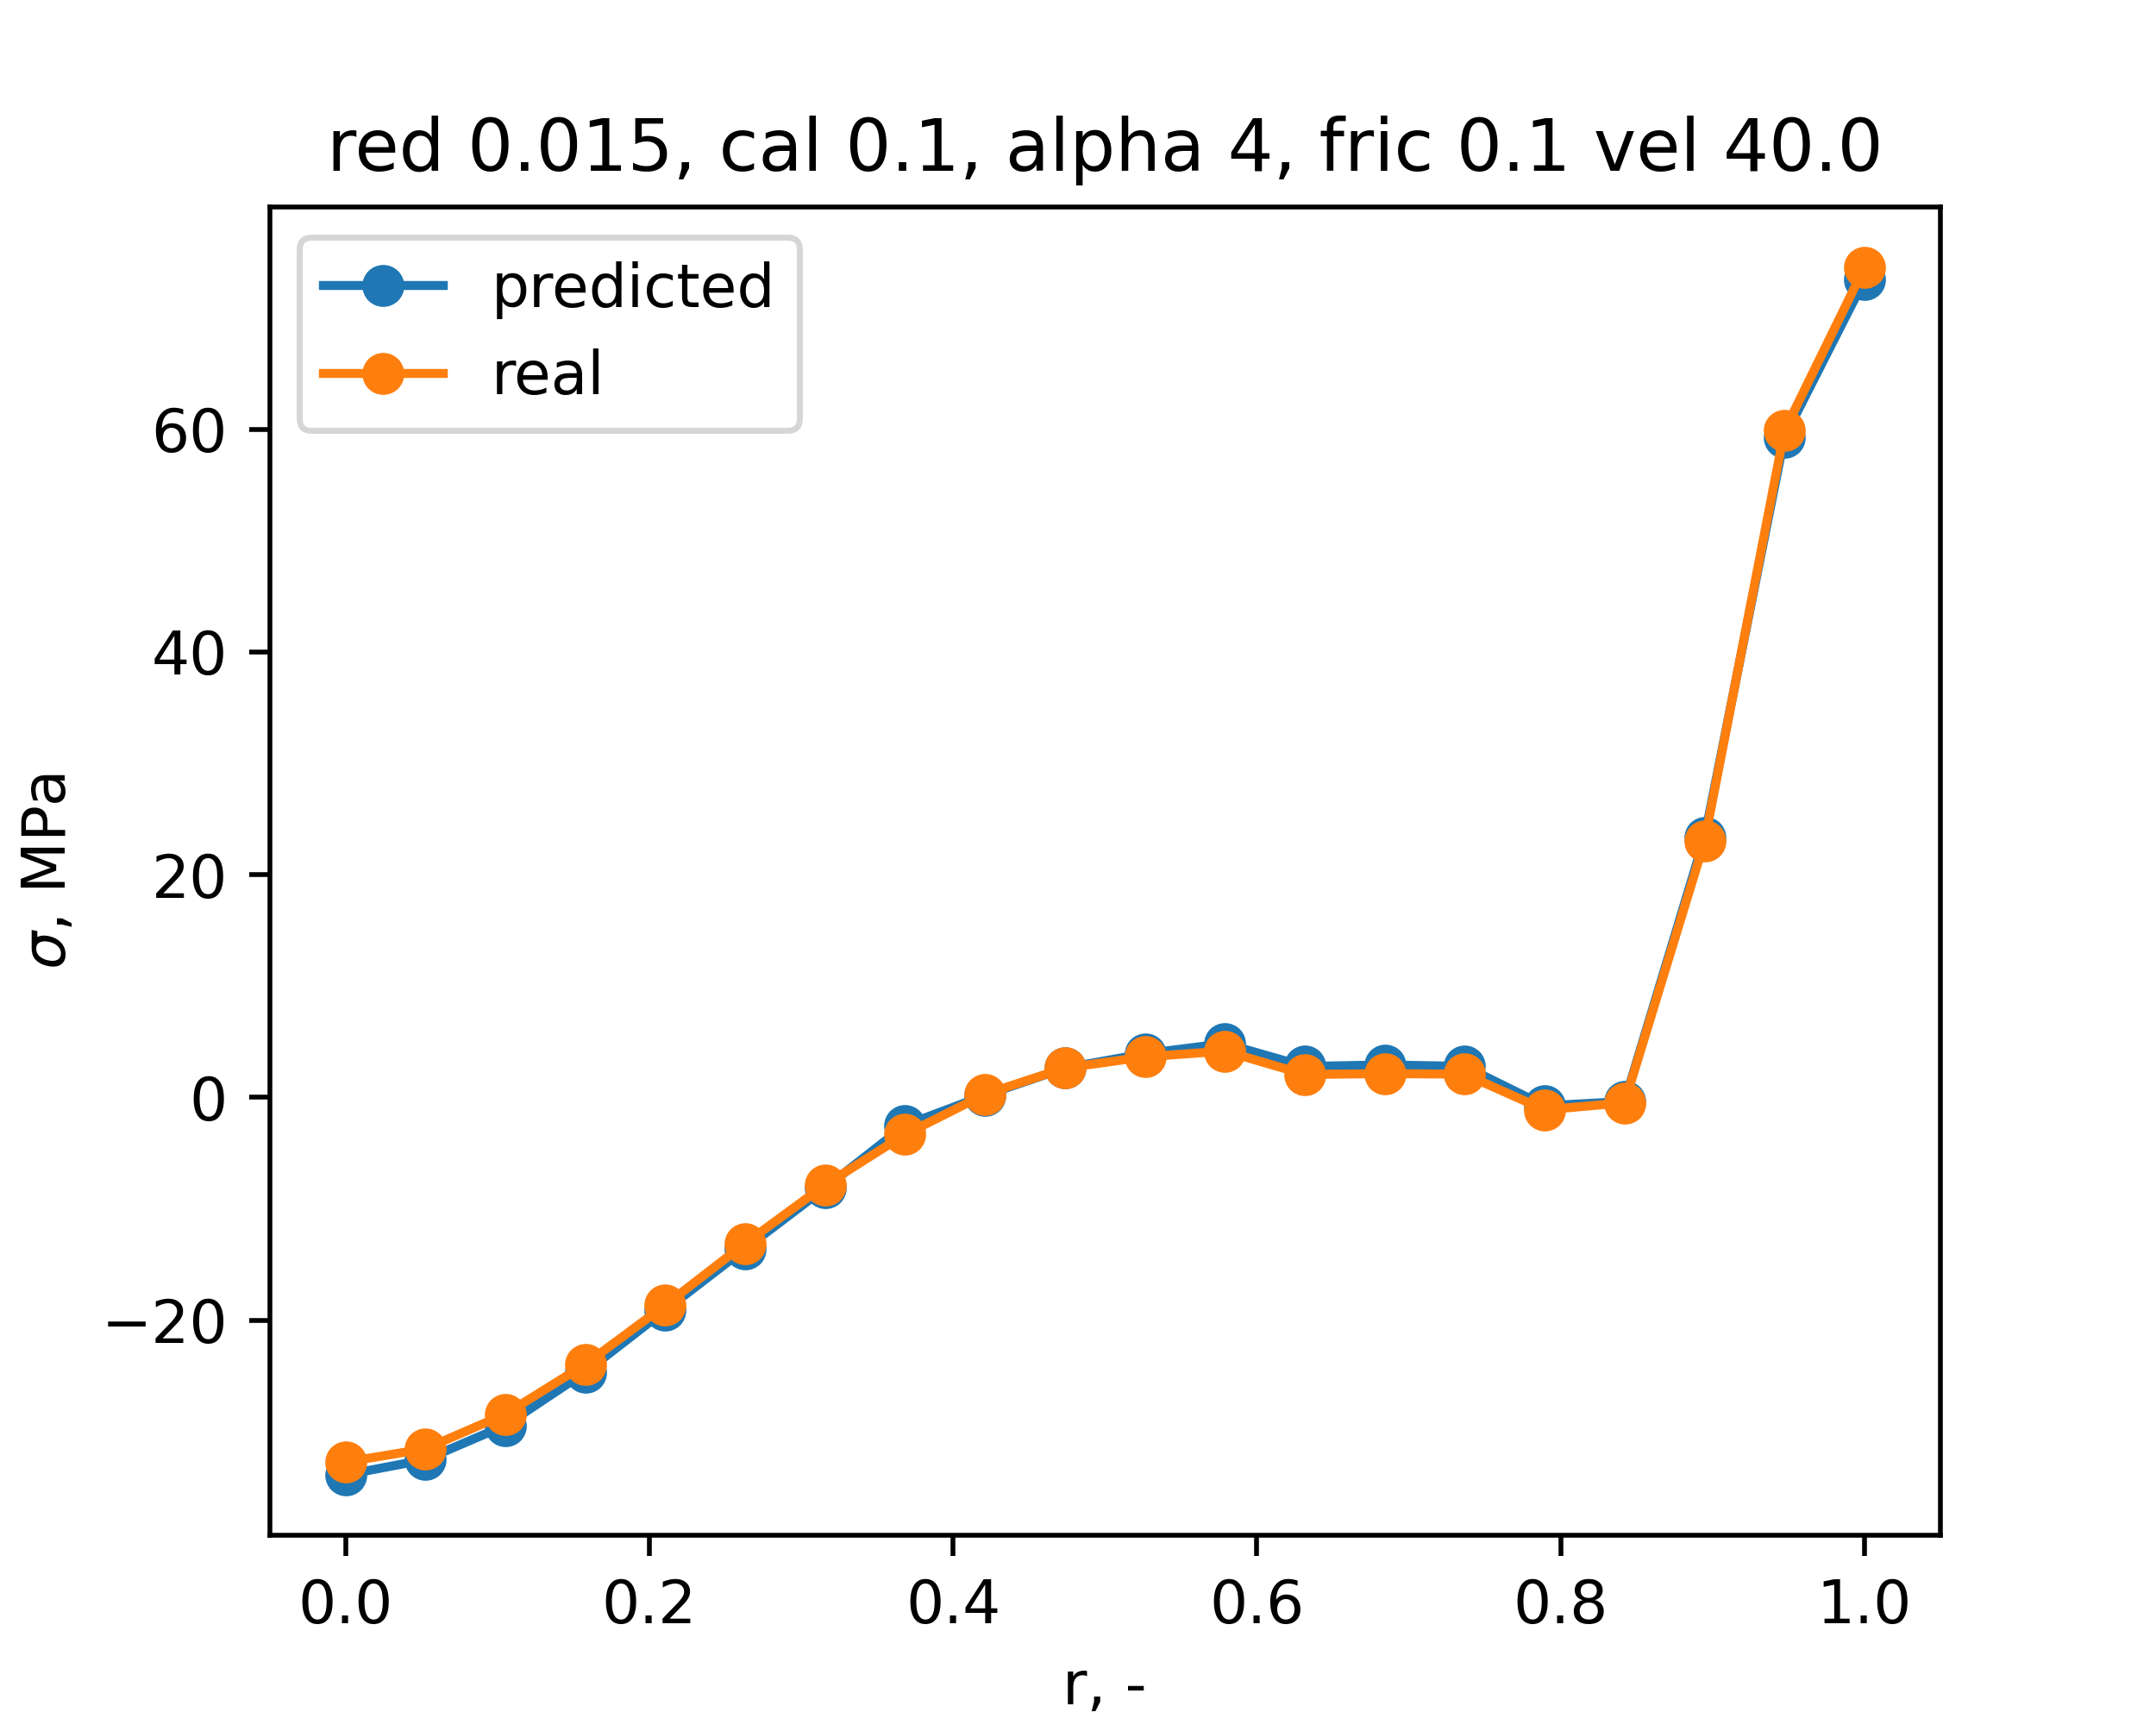 red 0.015, cal 0.1, alpha 4, fric 0.1 vel 40.0
predicted
real
60
40
20
0
−20
σ, MPa
0.0 0.2 0.4 0.6 0.8 1.0
r, -